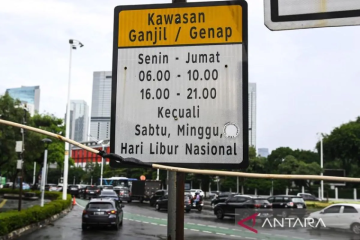 Kawasan
Ganjil / Genap
Senin - Jumat
06.00 - 10.00
16.00 - 21.00
Kecuali
Sabtu, Minggu,
Hari Libur Nasional
ANTARA